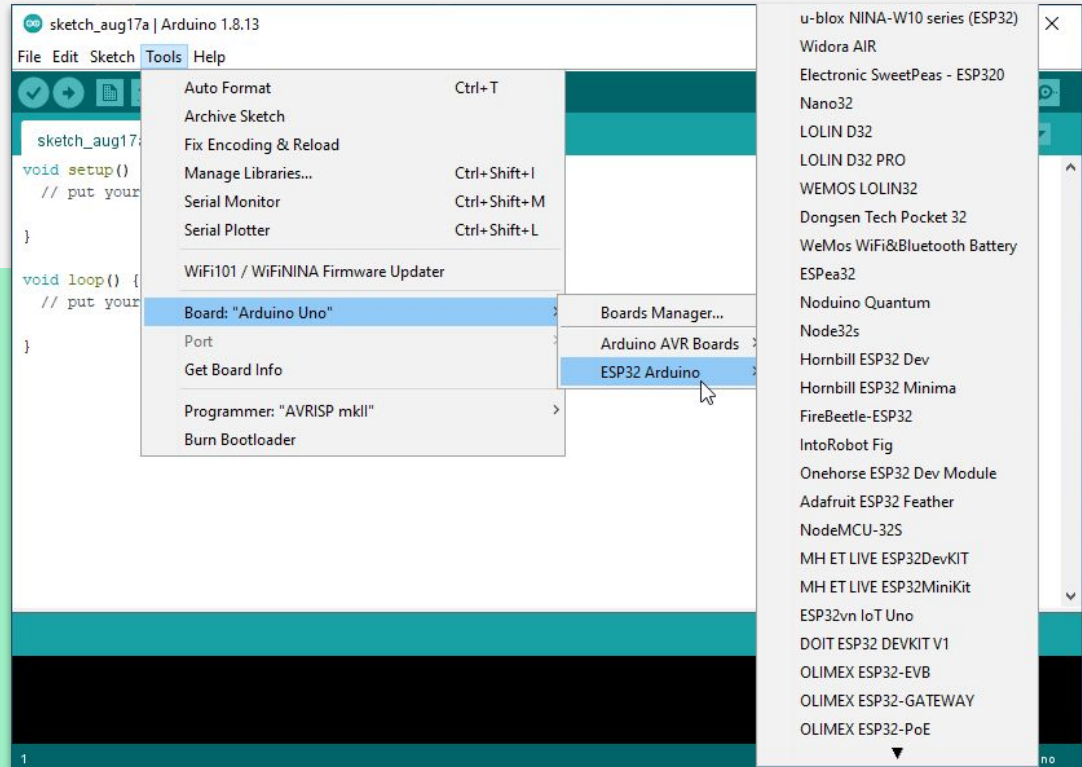 sketch_aug17a | Arduino 1.8.13
File Edit Sketch Tools Help
sketch_aug17a
void setup()
// put your
}
void loop() {
// put your
}
Auto Format Ctrl+T
Archive Sketch
Fix Encoding & Reload
Manage Libraries... Ctrl+Shift+I
Serial Monitor Ctrl+Shift+M
Serial Plotter Ctrl+Shift+L
WiFi101 / WiFiNINA Firmware Updater
Board: "Arduino Uno"
Port
Get Board Info
Programmer: "AVRISP mkII"
Burn Bootloader
Boards Manager...
Arduino AVR Boards
ESP32 Arduino
u-blox NINA-W10 series (ESP32)
Widora AIR
Electronic SweetPeas - ESP320
Nano32
LOLIN D32
LOLIN D32 PRO
WEMOS LOLIN32
Dongsen Tech Pocket 32
WeMos WiFi&Bluetooth Battery
ESPea32
Noduino Quantum
Node32s
Hornbill ESP32 Dev
Hornbill ESP32 Minima
FireBeetle-ESP32
IntoRobot Fig
Onehorse ESP32 Dev Module
Adafruit ESP32 Feather
NodeMCU-32S
MH ET LIVE ESP32DevKIT
MH ET LIVE ESP32MiniKit
ESP32vn IoT Uno
DOIT ESP32 DEVKIT V1
OLIMEX ESP32-EVB
OLIMEX ESP32-GATEWAY
OLIMEX ESP32-PoE
1
no